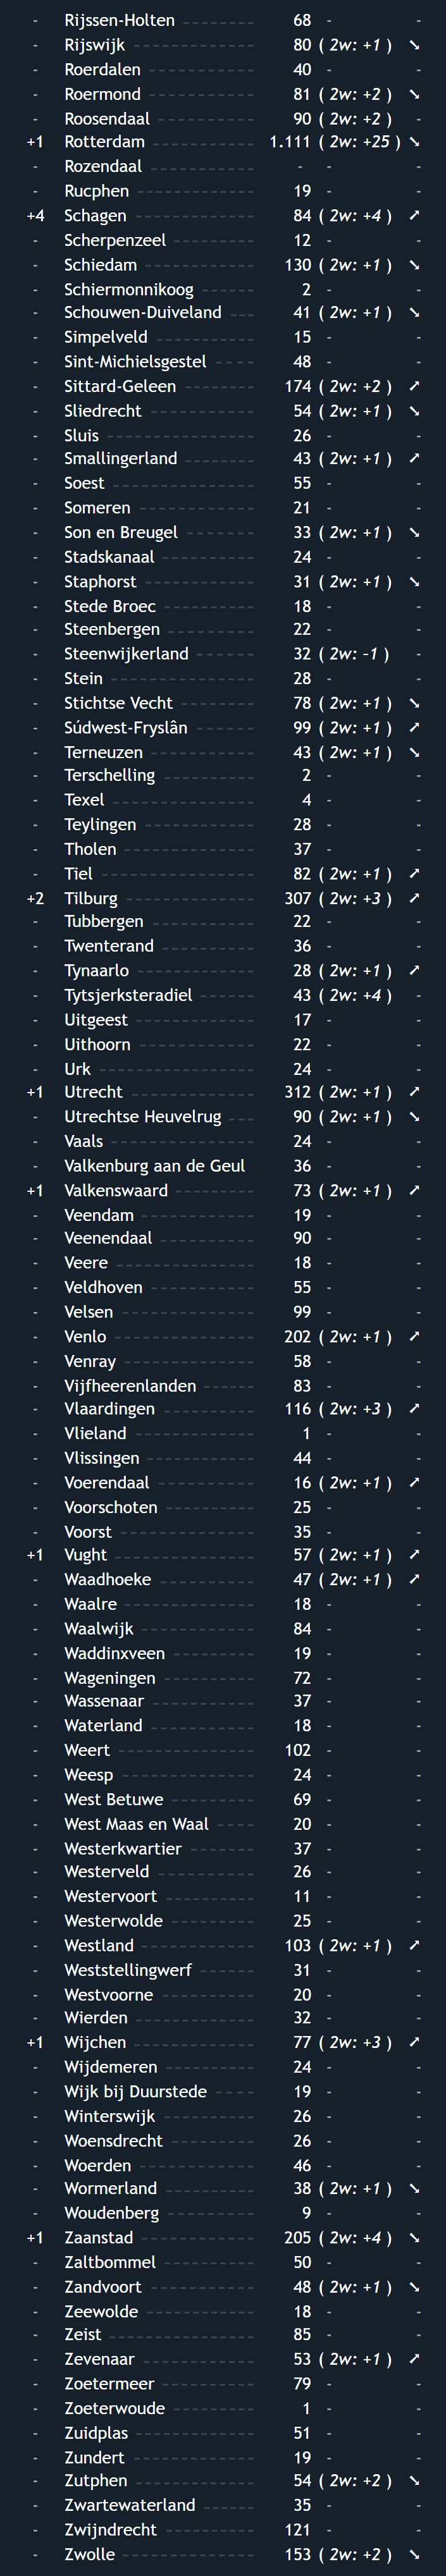 - Rijssen-Holten 68 - -
- Rijswijk 80 ( 2w: +1 ) ➘
- Roerdalen 40 - -
- Roermond 81 ( 2w: +2 ) ➘
- Roosendaal 90 ( 2w: +2 ) -
+1 Rotterdam 1.111 ( 2w: +25 ) ➘
- Rozendaal - - -
- Rucphen 19 - -
+4 Schagen 84 ( 2w: +4 ) ➚
- Scherpenzeel 12 - -
- Schiedam 130 ( 2w: +1 ) ➘
- Schiermonnikoog 2 - -
- Schouwen-Duiveland 41 ( 2w: +1 ) ➘
- Simpelveld 15 - -
- Sint-Michielsgestel 48 - -
- Sittard-Geleen 174 ( 2w: +2 ) ➚
- Sliedrecht 54 ( 2w: +1 ) ➘
- Sluis 26 - -
- Smallingerland 43 ( 2w: +1 ) ➚
- Soest 55 - -
- Someren 21 - -
- Son en Breugel 33 ( 2w: +1 ) ➘
- Stadskanaal 24 - -
- Staphorst 31 ( 2w: +1 ) ➘
- Stede Broec 18 - -
- Steenbergen 22 - -
- Steenwijkerland 32 ( 2w: -1 ) -
- Stein 28 - -
- Stichtse Vecht 78 ( 2w: +1 ) ➘
- Súdwest-Fryslân 99 ( 2w: +1 ) ➚
- Terneuzen 43 ( 2w: +1 ) ➘
- Terschelling 2 - -
- Texel 4 - -
- Teylingen 28 - -
- Tholen 37 - -
- Tiel 82 ( 2w: +1 ) ➚
+2 Tilburg 307 ( 2w: +3 ) ➚
- Tubbergen 22 - -
- Twenterand 36 - -
- Tynaarlo 28 ( 2w: +1 ) ➚
- Tytsjerksteradiel 43 ( 2w: +4 ) -
- Uitgeest 17 - -
- Uithoorn 22 - -
- Urk 24 - -
+1 Utrecht 312 ( 2w: +1 ) ➚
- Utrechtse Heuvelrug 90 ( 2w: +1 ) ➘
- Vaals 24 - -
- Valkenburg aan de Geul 36 - -
+1 Valkenswaard 73 ( 2w: +1 ) ➚
- Veendam 19 - -
- Veenendaal 90 - -
- Veere 18 - -
- Veldhoven 55 - -
- Velsen 99 - -
- Venlo 202 ( 2w: +1 ) ➚
- Venray 58 - -
- Vijfheerenlanden 83 - -
- Vlaardingen 116 ( 2w: +3 ) ➚
- Vlieland 1 - -
- Vlissingen 44 - -
- Voerendaal 16 ( 2w: +1 ) ➚
- Voorschoten 25 - -
- Voorst 35 - -
+1 Vught 57 ( 2w: +1 ) ➚
- Waadhoeke 47 ( 2w: +1 ) ➚
- Waalre 18 - -
- Waalwijk 84 - -
- Waddinxveen 19 - -
- Wageningen 72 - -
- Wassenaar 37 - -
- Waterland 18 - -
- Weert 102 - -
- Weesp 24 - -
- West Betuwe 69 - -
- West Maas en Waal 20 - -
- Westerkwartier 37 - -
- Westerveld 26 - -
- Westervoort 11 - -
- Westerwolde 25 - -
- Westland 103 ( 2w: +1 ) ➚
- Weststellingwerf 31 - -
- Westvoorne 20 - -
- Wierden 32 - -
+1 Wijchen 77 ( 2w: +3 ) ➚
- Wijdemeren 24 - -
- Wijk bij Duurstede 19 - -
- Winterswijk 26 - -
- Woensdrecht 26 - -
- Woerden 46 - -
- Wormerland 38 ( 2w: +1 ) ➘
- Woudenberg 9 - -
+1 Zaanstad 205 ( 2w: +4 ) ➘
- Zaltbommel 50 - -
- Zandvoort 48 ( 2w: +1 ) ➘
- Zeewolde 18 - -
- Zeist 85 - -
- Zevenaar 53 ( 2w: +1 ) ➚
- Zoetermeer 79 - -
- Zoeterwoude 1 - -
- Zuidplas 51 - -
- Zundert 19 - -
- Zutphen 54 ( 2w: +2 ) ➘
- Zwartewaterland 35 - -
- Zwijndrecht 121 - -
- Zwolle 153 ( 2w: +2 ) ➘